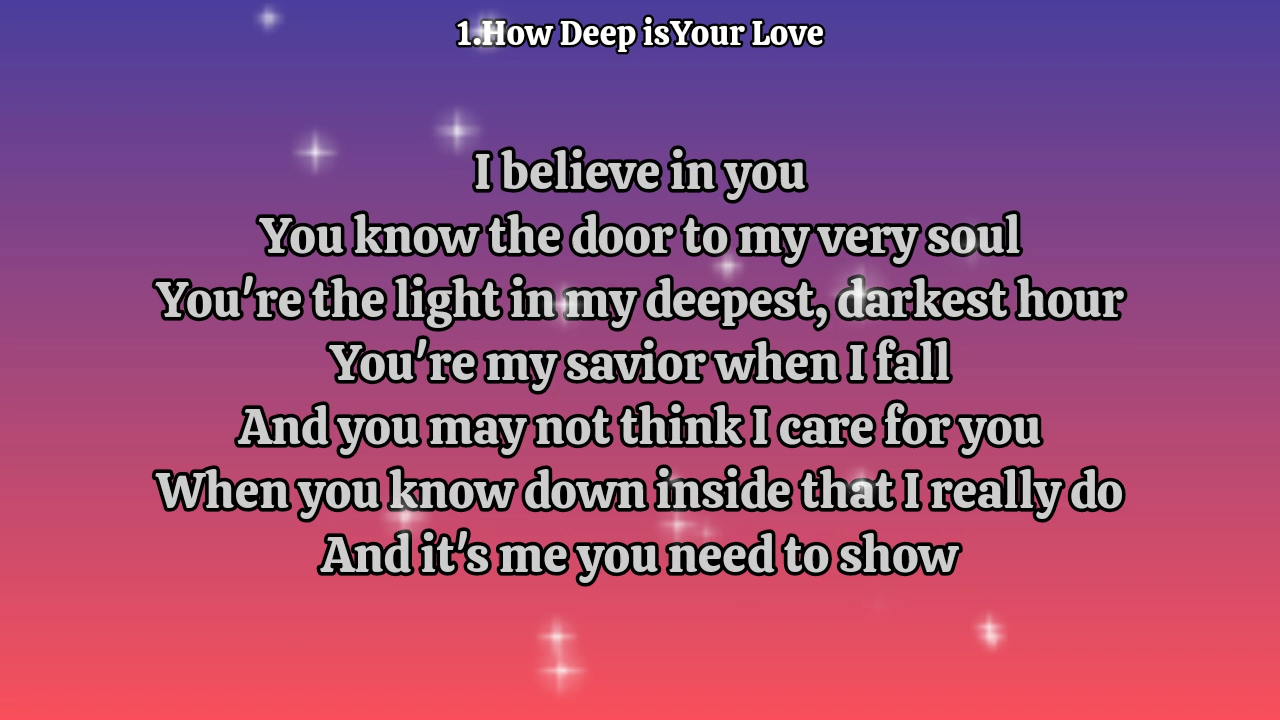 1.How Deep isYour Love
I believe in you
You know the door to my very soul
You're the light in my deepest, darkest hour
You're my savior when I fall
And you may not think I care for you
When you know down inside that I really do
And it's me you need to show